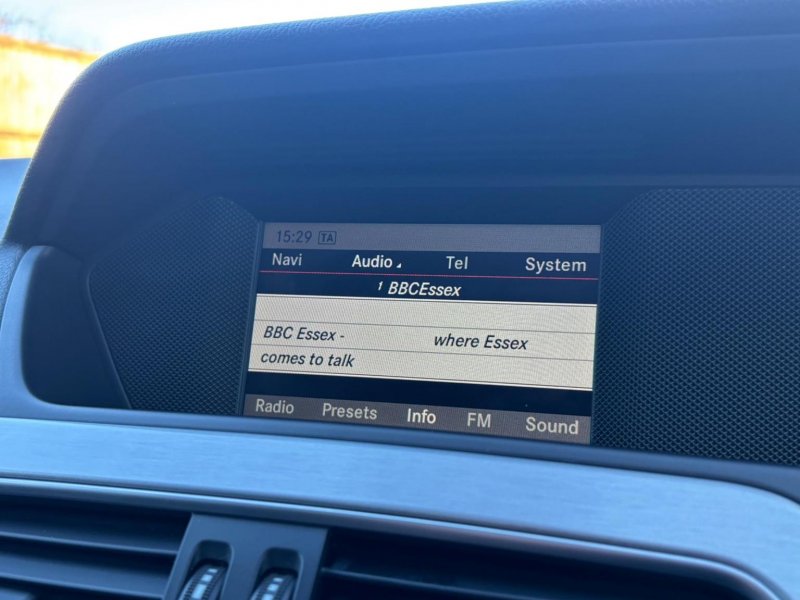 15:29 TA
Navi Audio Tel System
1 BBCEssex
BBC Essex - where Essex
comes to talk
Radio Presets Info FM Sound